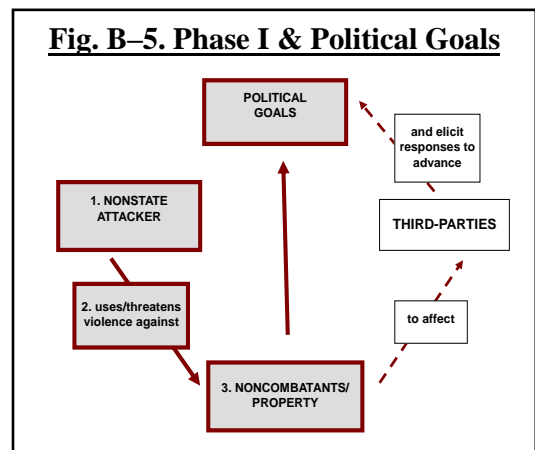 Fig. B–5. Phase I & Political Goals
POLITICAL
GOALS
and elicit
responses to
advance
1. NONSTATE
ATTACKER
THIRD-PARTIES
2. uses/threatens
violence against
to affect
3. NONCOMBATANTS/
PROPERTY